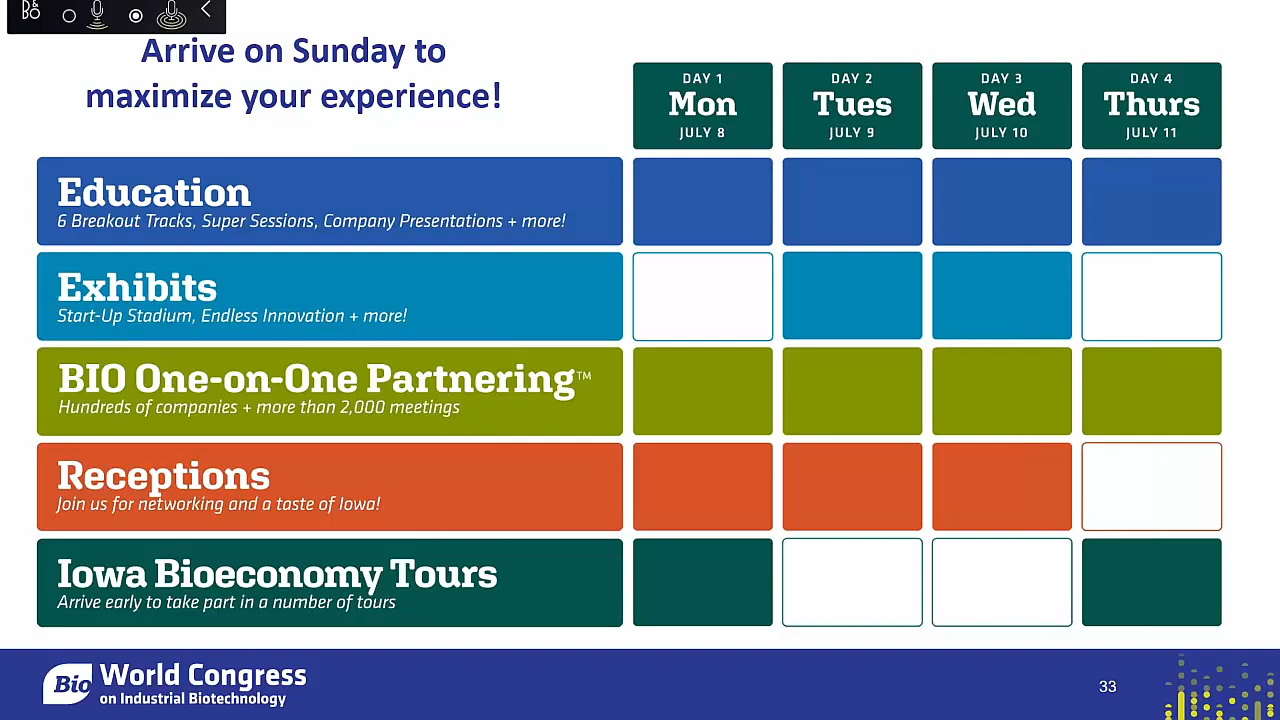 Arrive on Sunday to
maximize your experience!
DAY 1
Mon
JULY 8
DAY 2
Tues
JULY 9
DAY 3
Wed
JULY 10
DAY 4
Thurs
JULY 11
Education
6 Breakout Tracks, Super Sessions, Company Presentations + more!
Exhibits
Start-Up Stadium, Endless Innovation + more!
BIO One-on-One Partnering™
Hundreds of companies + more than 2,000 meetings
Receptions
Join us for networking and a taste of Iowa!
Iowa Bioeconomy Tours
Arrive early to take part in a number of tours
Bio
World Congress
on Industrial Biotechnology
33